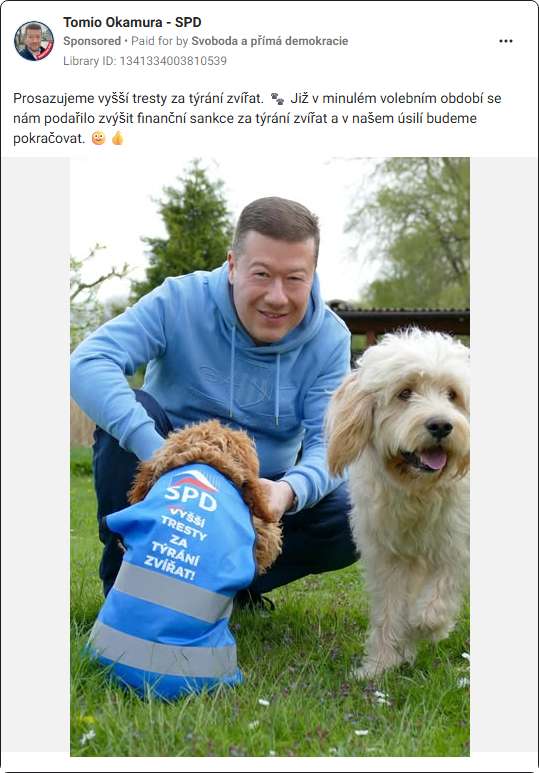 Tomio Okamura - SPD
Sponsored • Paid for by Svoboda a přímá demokracie
Library ID: 1341334003810539
Prosazujeme vyšší tresty za týrání zvířat. 🐾 Již v minulém volebním období se
nám podařilo zvýšit finanční sankce za týrání zvířat a v našem úsilí budeme
pokračovat. 🙂 👍
SPD
VYŠŠÍ
TRESTY
ZA
TÝRÁNÍ
ZVÍŘAT!